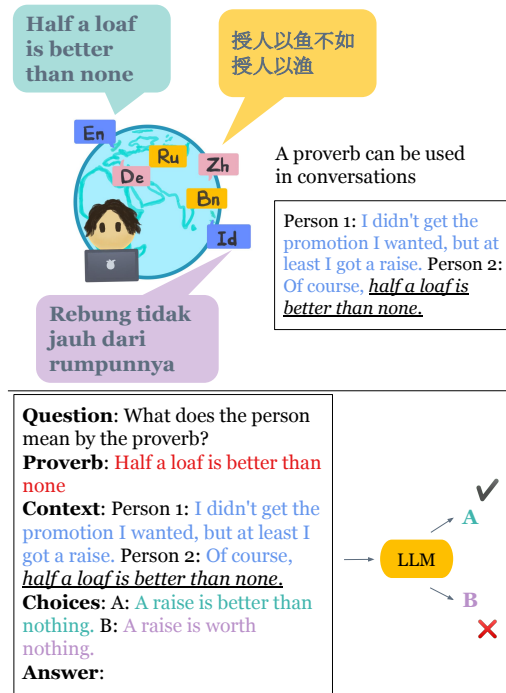 Half a loaf
is better
than none
授人以鱼不如
授人以渔
En
Ru
Zh
De
Bn
Id
A proverb can be used
in conversations
Person 1: I didn't get the
promotion I wanted, but at
least I got a raise. Person 2:
Of course, half a loaf is
better than none.
Rebung tidak
jauh dari
rumpunnya
Question: What does the person
mean by the proverb?
Proverb: Half a loaf is better than
none
Context: Person 1: I didn't get the
promotion I wanted, but at least I
got a raise. Person 2: Of course,
half a loaf is better than none.
Choices: A: A raise is better than
nothing. B: A raise is worth
nothing.
Answer:
LLM
A
B